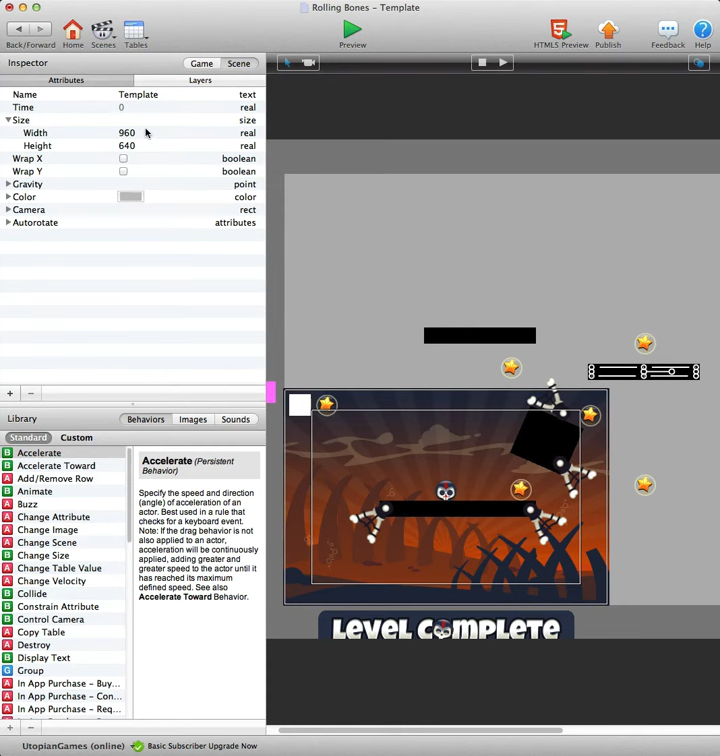 Rolling Bones - Template
Back/Forward Home Scenes Tables Preview HTML5 Preview Publish Feedback Help
Inspector Game Scene
Attributes Layers
Name Template text
Time 0 real
Size size
Width 960 real
Height 640 real
Wrap X boolean
Wrap Y boolean
Gravity point
Color color
Camera rect
Autorotate attributes
Library Behaviors Images Sounds
Standard Custom
B Accelerate
B Accelerate Toward
A Add/Remove Row
B Animate
A Buzz
A Change Attribute
A Change Image
A Change Scene
A Change Size
A Change Table Value
A Change Velocity
B Collide
B Constrain Attribute
B Control Camera
A Copy Table
A Destroy
B Display Text
G Group
A In App Purchase - Buy...
A In App Purchase - Con...
A In App Purchase - Req...
Accelerate (Persistent
Behavior)
Specify the speed and direction
(angle) of acceleration of an
actor. Best used in a rule that
checks for a keyboard event.
Note: If the drag behavior is not
also applied to an actor,
acceleration will be continuously
applied, adding greater and
greater speed to the actor until it
has reached its maximum
defined speed. See also
Accelerate Toward Behavior.
LEVEL COMPLETE
UtopianGames (online) Basic Subscriber Upgrade Now